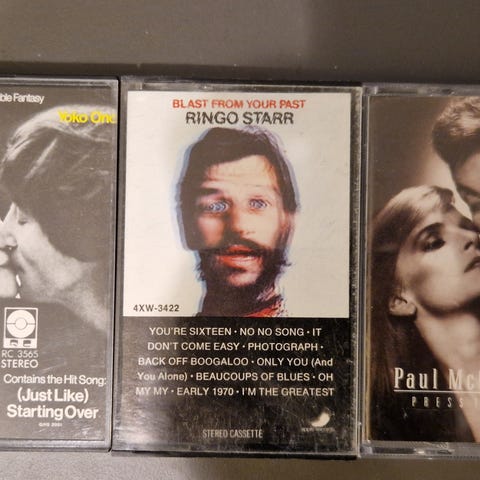 ble Fantasy
Yoko Ono
RC 3565
STEREO
Contains the Hit Song:
(Just Like)
Starting Over
BLAST FROM YOUR PAST
RINGO STARR
4XW-3422
YOU'RE SIXTEEN • NO NO SONG • IT
DON'T COME EASY • PHOTOGRAPH •
BACK OFF BOOGALOO • ONLY YOU (And
You Alone) • BEAUCOUPS OF BLUES • OH
MY MY • EARLY 1970 • I'M THE GREATEST
STEREO CASSETTE
Paul Mc
PRESS